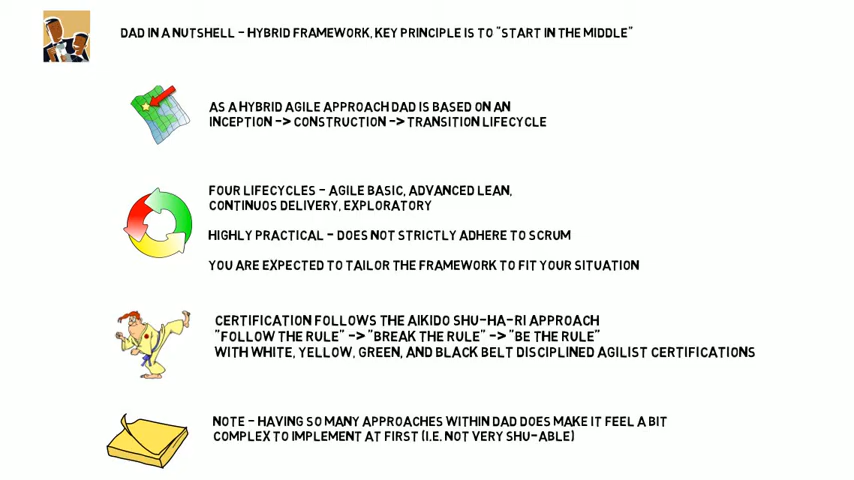 DAD IN A NUTSHELL - HYBRID FRAMEWORK, KEY PRINCIPLE IS TO "START IN THE MIDDLE"
AS A HYBRID AGILE APPROACH DAD IS BASED ON AN
INCEPTION -> CONSTRUCTION -> TRANSITION LIFECYCLE
FOUR LIFECYCLES - AGILE BASIC, ADVANCED LEAN,
CONTINUOS DELIVERY, EXPLORATORY
HIGHLY PRACTICAL - DOES NOT STRICTLY ADHERE TO SCRUM
YOU ARE EXPECTED TO TAILOR THE FRAMEWORK TO FIT YOUR SITUATION
CERTIFICATION FOLLOWS THE AIKIDO SHU-HA-RI APPROACH
"FOLLOW THE RULE" -> "BREAK THE RULE" -> "BE THE RULE"
WITH WHITE, YELLOW, GREEN, AND BLACK BELT DISCIPLINED AGILIST CERTIFICATIONS
NOTE - HAVING SO MANY APPROACHES WITHIN DAD DOES MAKE IT FEEL A BIT
COMPLEX TO IMPLEMENT AT FIRST (I.E. NOT VERY SHU-ABLE)